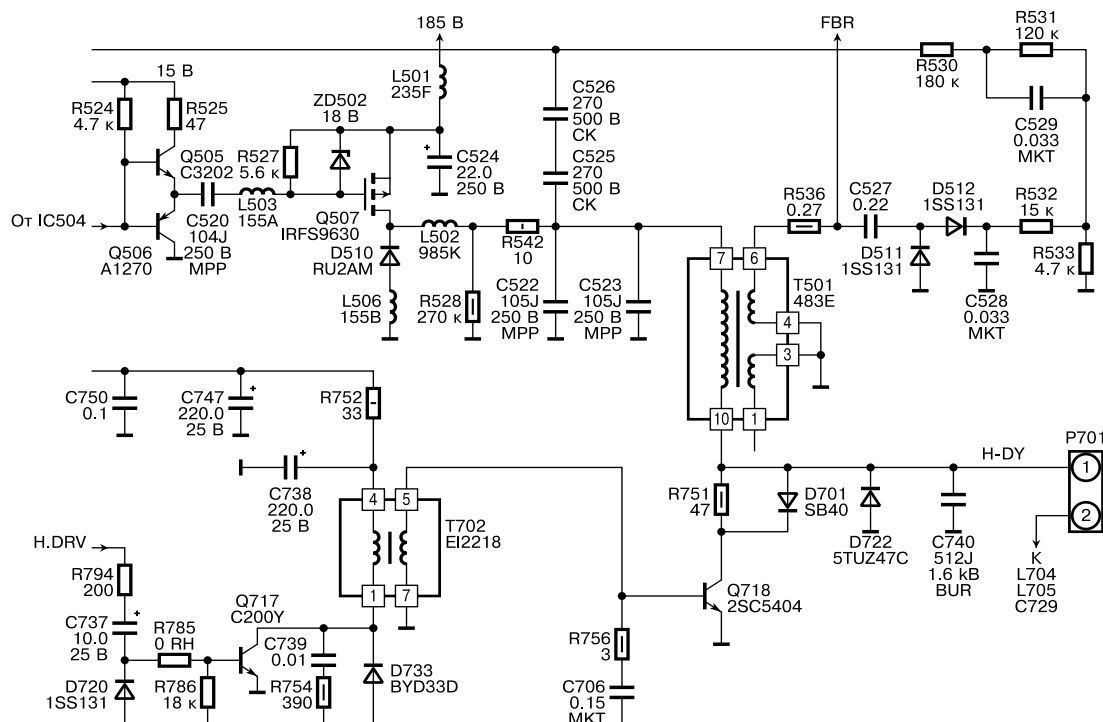 185 В
FBR
R531
120 к
R530
180 к
15 В
L501
235F
C526
270
500 В
СК
C529
0.033
MKT
R524
4.7 к
R525
47
ZD502
18 В
Q505
C3202
R527
5.6 к
C524
22.0
250 В
C525
270
500 В
СК
R536
0.27
C527
0.22
D512
1SS131
R532
15 к
От IC504
Q506
A1270
C520
104J
250 В
MPP
L503
155A
Q507
IRFS9630
D510
RU2AM
L502
985K
R542
10
7
6
D511
1SS131
R533
4.7 к
T501
483E
L506
155B
R528
270 к
C522
105J
250 В
MPP
C523
105J
250 В
MPP
4
3
C528
0.033
MKT
C750
0.1
C747
220.0
25 В
R752
33
10
1
P701
H-DY
1
2
C738
220.0
25 В
4
5
T702
EI2218
1
7
R751
47
D701
SB40
D722
5TUZ47C
C740
512J
1.6 kB
BUR
K
L704
L705
C729
H.DRV
R794
200
Q717
C200Y
Q718
2SC5404
C737
10.0
25 В
R785
0 RH
C739
0.01
R756
3
D720
1SS131
R786
18 к
R754
390
D733
BYD33D
C706
0.15
MKT